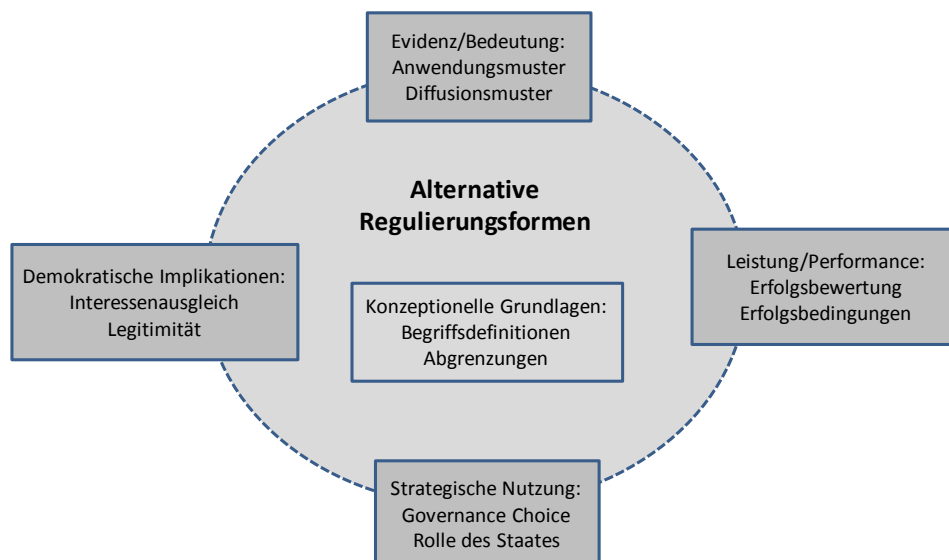 Evidenz/Bedeutung:
Anwendungsmuster
Diffusionsmuster
Alternative
Regulierungsformen
Demokratische Implikationen:
Interessenausgleich
Legitimität
Konzeptionelle Grundlagen:
Begriffsdefinitionen
Abgrenzungen
Leistung/Performance:
Erfolgsbewertung
Erfolgsbedingungen
Strategische Nutzung:
Governance Choice
Rolle des Staates